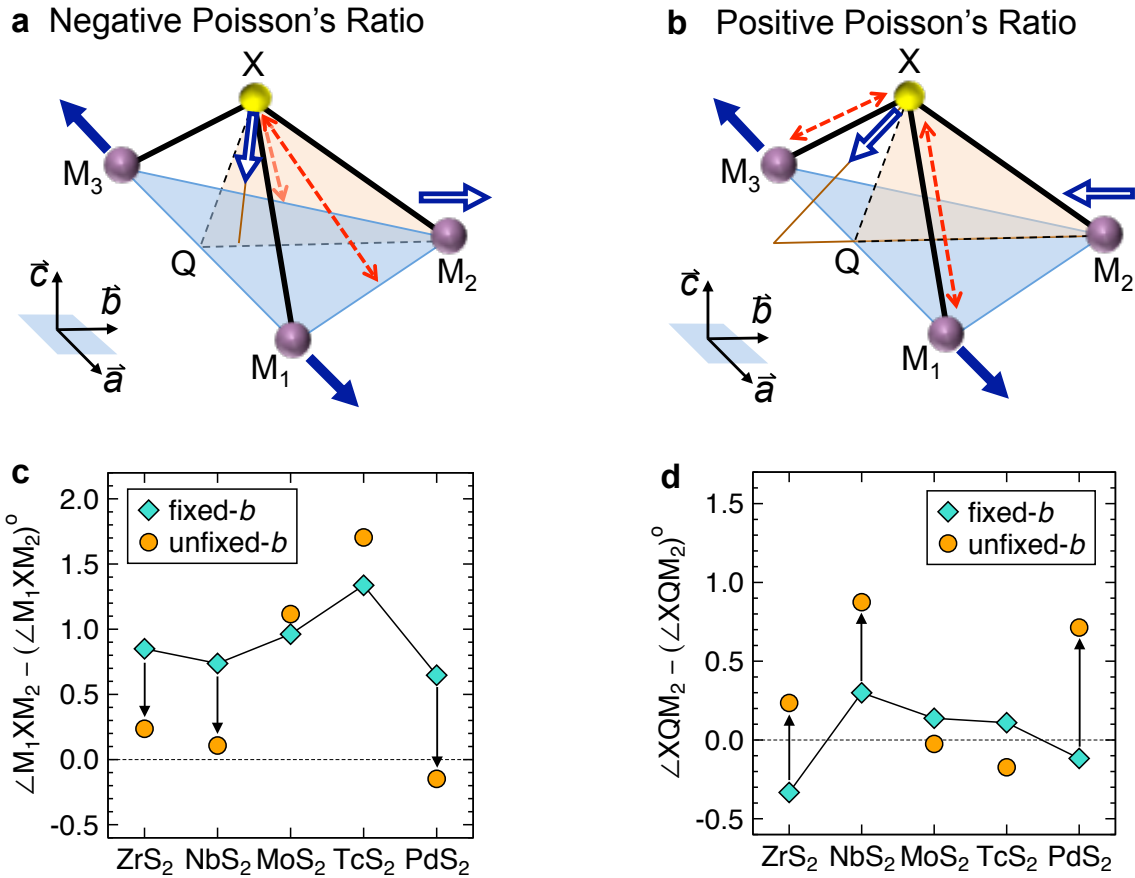 a Negative Poisson's Ratio
X
M₃
Q
M₂
M₁
c⃗
b⃗
a⃗
b Positive Poisson's Ratio
X
M₃
Q
M₂
M₁
c⃗
b⃗
a⃗
c
fixed-b
unfixed-b
∠M₁XM₂ – (∠M₁XM₂)⁰
2.0
1.5
1.0
0.5
0.0
-0.5
ZrS₂ NbS₂ MoS₂ TcS₂ PdS₂
d
fixed-b
unfixed-b
∠XQM₂ – (∠XQM₂)⁰
1.5
1.0
0.5
0.0
-0.5
ZrS₂ NbS₂ MoS₂ TcS₂ PdS₂